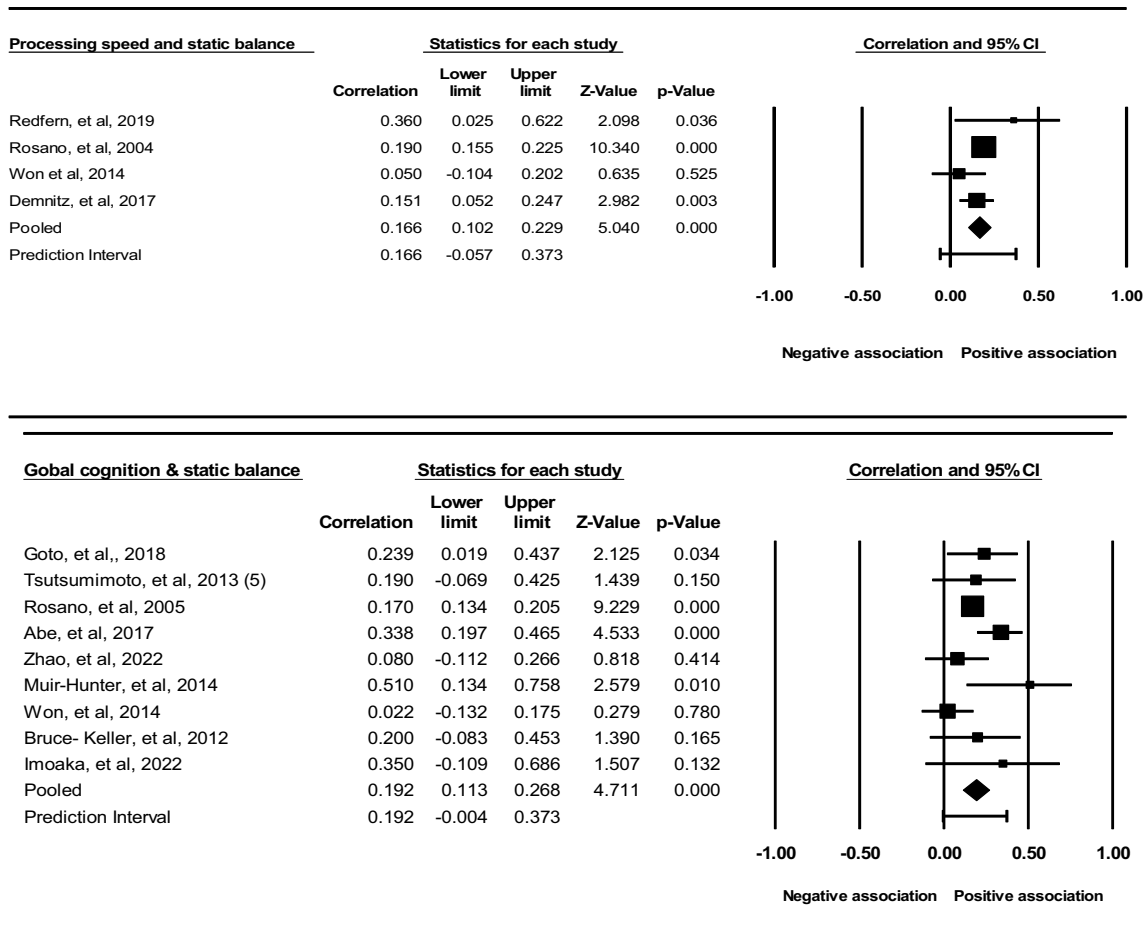 Processing speed and static balance Statistics for each study Correlation and 95% CI
Lower Upper
Correlation limit limit Z-Value p-Value
Redfern, et al, 2019 0.360 0.025 0.622 2.098 0.036
Rosano, et al, 2004 0.190 0.155 0.225 10.340 0.000
Won et al, 2014 0.050 -0.104 0.202 0.635 0.525
Demnitz, et al, 2017 0.151 0.052 0.247 2.982 0.003
Pooled 0.166 0.102 0.229 5.040 0.000
Prediction Interval 0.166 -0.057 0.373
-1.00 -0.50 0.00 0.50 1.00
Negative association Positive association
Gobal cognition & static balance Statistics for each study Correlation and 95% CI
Lower Upper
Correlation limit limit Z-Value p-Value
Goto, et al,, 2018 0.239 0.019 0.437 2.125 0.034
Tsutsumimoto, et al, 2013 (5) 0.190 -0.069 0.425 1.439 0.150
Rosano, et al, 2005 0.170 0.134 0.205 9.229 0.000
Abe, et al, 2017 0.338 0.197 0.465 4.533 0.000
Zhao, et al, 2022 0.080 -0.112 0.266 0.818 0.414
Muir-Hunter, et al, 2014 0.510 0.134 0.758 2.579 0.010
Won, et al, 2014 0.022 -0.132 0.175 0.279 0.780
Bruce- Keller, et al, 2012 0.200 -0.083 0.453 1.390 0.165
Imoaka, et al, 2022 0.350 -0.109 0.686 1.507 0.132
Pooled 0.192 0.113 0.268 4.711 0.000
Prediction Interval 0.192 -0.004 0.373
-1.00 -0.50 0.00 0.50 1.00
Negative association Positive association